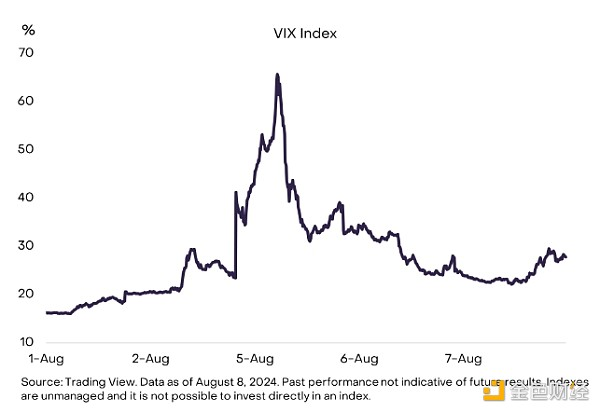 %
VIX Index
70
60
50
40
30
20
10
1-Aug 2-Aug 5-Aug 6-Aug 7-Aug
Source: Trading View. Data as of August 8, 2024. Past performance not indicative of future results. Indexes
are unmanaged and it is not possible to invest directly in an index.
金色财经